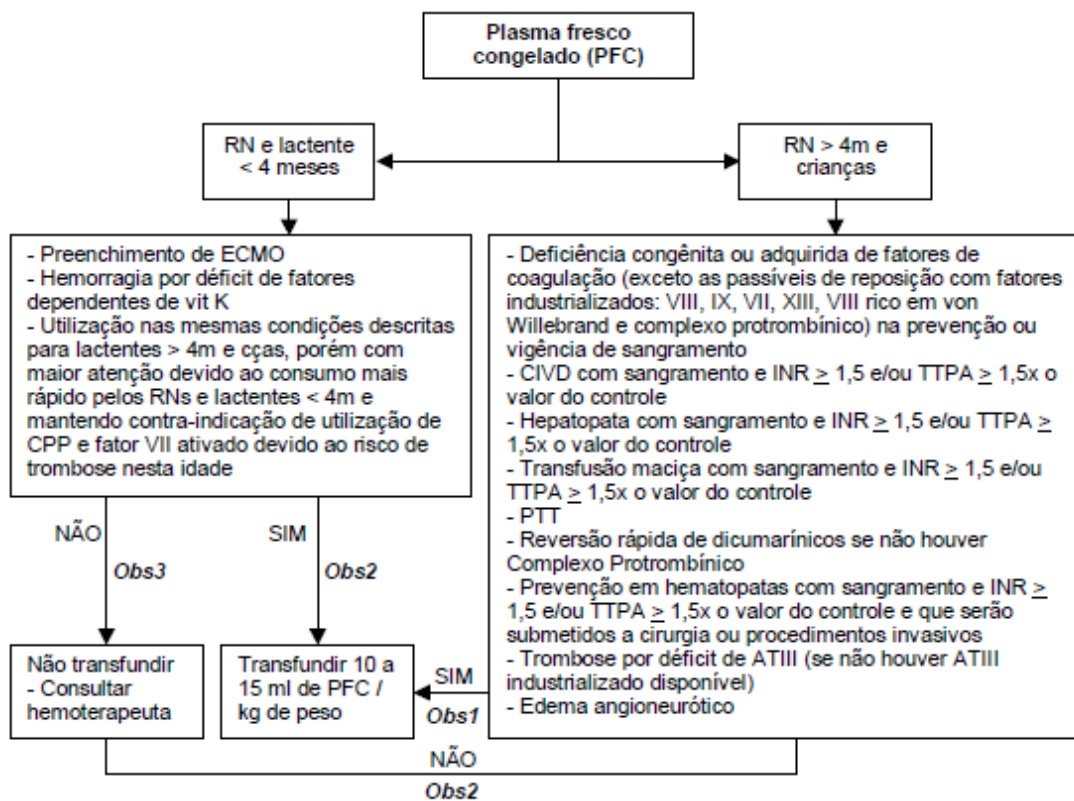 Plasma fresco
congelado (PFC)
RN e lactente
< 4 meses
RN > 4m e
crianças
- Preenchimento de ECMO
- Hemorragia por déficit de fatores
dependentes de vit K
- Utilização nas mesmas condições descritas
para lactentes > 4m e cças, porém com
maior atenção devido ao consumo mais
rápido pelos RNs e lactentes < 4m e
mantendo contra-indicação de utilização de
CPP e fator VII ativado devido ao risco de
trombose nesta idade
- Deficiência congênita ou adquirida de fatores de
coagulação (exceto as passíveis de reposição com fatores
industrializados: VIII, IX, VII, XIII, VIII rico em von
Willebrand e complexo protrombínico) na prevenção ou
vigência de sangramento
- CIVD com sangramento e INR ≥ 1,5 e/ou TTPA ≥ 1,5x o
valor do controle
- Hepatopata com sangramento e INR ≥ 1,5 e/ou TTPA ≥
1,5x o valor do controle
- Transfusão maciça com sangramento e INR ≥ 1,5 e/ou
TTPA ≥ 1,5x o valor do controle
- PTT
- Reversão rápida de dicumarínicos se não houver
Complexo Protrombínico
- Prevenção em hematopatas com sangramento e INR ≥
1,5 e/ou TTPA ≥ 1,5x o valor do controle e que serão
submetidos a cirurgia ou procedimentos invasivos
- Trombose por déficit de ATIII (se não houver ATIII
industrializado disponível)
- Edema angioneurótico
NÃO
Obs3
SIM
Obs2
Não transfundir
- Consultar
hemoterapeuta
Transfundir 10 a
15 ml de PFC /
kg de peso
SIM
Obs1
NÃO
Obs2